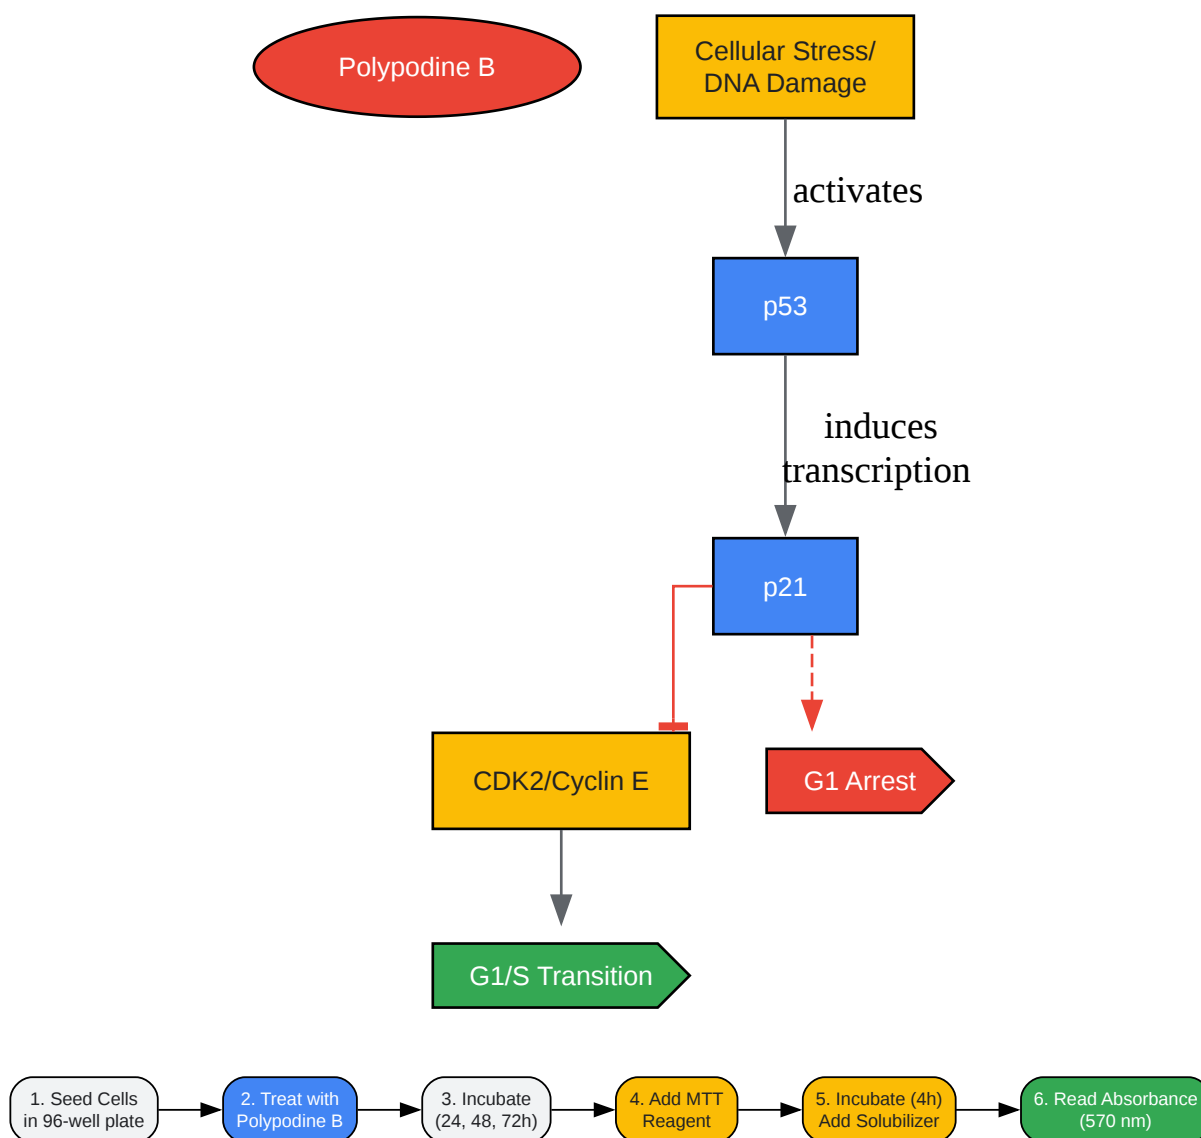 Polypodine B
Cellular Stress/
DNA Damage
activates
p53
induces
transcription
p21
CDK2/Cyclin E
G1 Arrest
G1/S Transition
1. Seed Cells
in 96-well plate
2. Treat with
Polypodine B
3. Incubate
(24, 48, 72h)
4. Add MTT
Reagent
5. Incubate (4h)
Add Solubilizer
6. Read Absorbance
(570 nm)